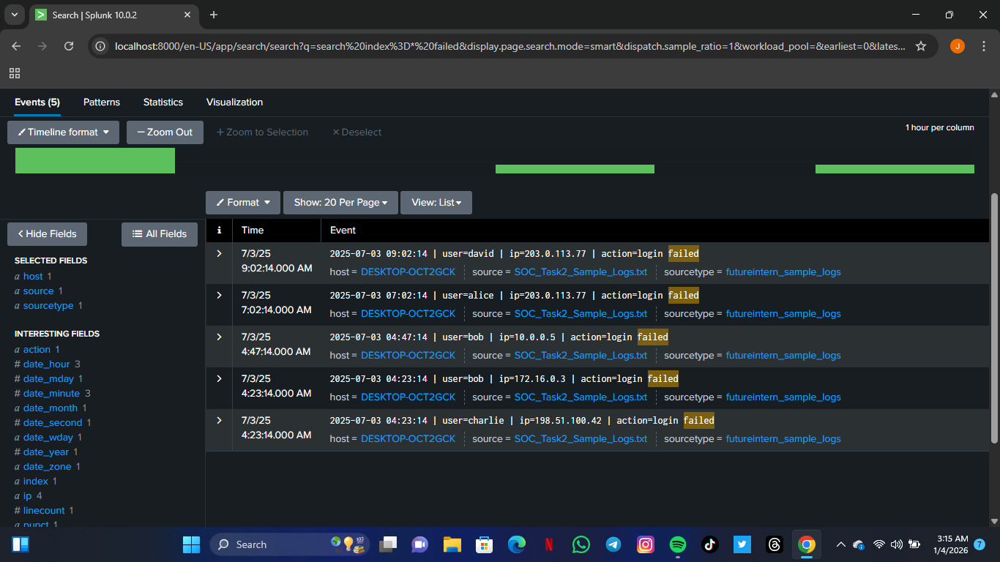 Search | Splunk 10.0.2
localhost:8000/en-US/app/search/search?q=search%20index%3D*%20failed&display.page.search.mode=smart&dispatch.sample_ratio=1&workload_pool=&earliest=0&lates...
J
Events (5) Patterns Statistics Visualization
Timeline format Zoom Out Zoom to Selection Deselect 1 hour per column
Format Show: 20 Per Page View: List
Hide Fields All Fields
SELECTED FIELDS
a host 1
a source 1
a sourcetype 1
INTERESTING FIELDS
a action 1
# date_hour 3
# date_mday 1
# date_minute 3
a date_month 1
# date_second 1
a date_wday 1
# date_year 1
a date_zone 1
a index 1
a ip 4
# linecount 1
a punct 1
i Time Event
7/3/25
9:02:14.000 AM
2025-07-03 09:02:14 | user=david | ip=203.0.113.77 | action=login failed
host = DESKTOP-OCT2GCK source = SOC_Task2_Sample_Logs.txt sourcetype = futureintern_sample_logs
7/3/25
7:02:14.000 AM
2025-07-03 07:02:14 | user=alice | ip=203.0.113.77 | action=login failed
host = DESKTOP-OCT2GCK source = SOC_Task2_Sample_Logs.txt sourcetype = futureintern_sample_logs
7/3/25
4:47:14.000 AM
2025-07-03 04:47:14 | user=bob | ip=10.0.0.5 | action=login failed
host = DESKTOP-OCT2GCK source = SOC_Task2_Sample_Logs.txt sourcetype = futureintern_sample_logs
7/3/25
4:23:14.000 AM
2025-07-03 04:23:14 | user=bob | ip=172.16.0.3 | action=login failed
host = DESKTOP-OCT2GCK source = SOC_Task2_Sample_Logs.txt sourcetype = futureintern_sample_logs
7/3/25
4:23:14.000 AM
2025-07-03 04:23:14 | user=charlie | ip=198.51.100.42 | action=login failed
host = DESKTOP-OCT2GCK source = SOC_Task2_Sample_Logs.txt sourcetype = futureintern_sample_logs
Search
3:15 AM
1/4/2026
7